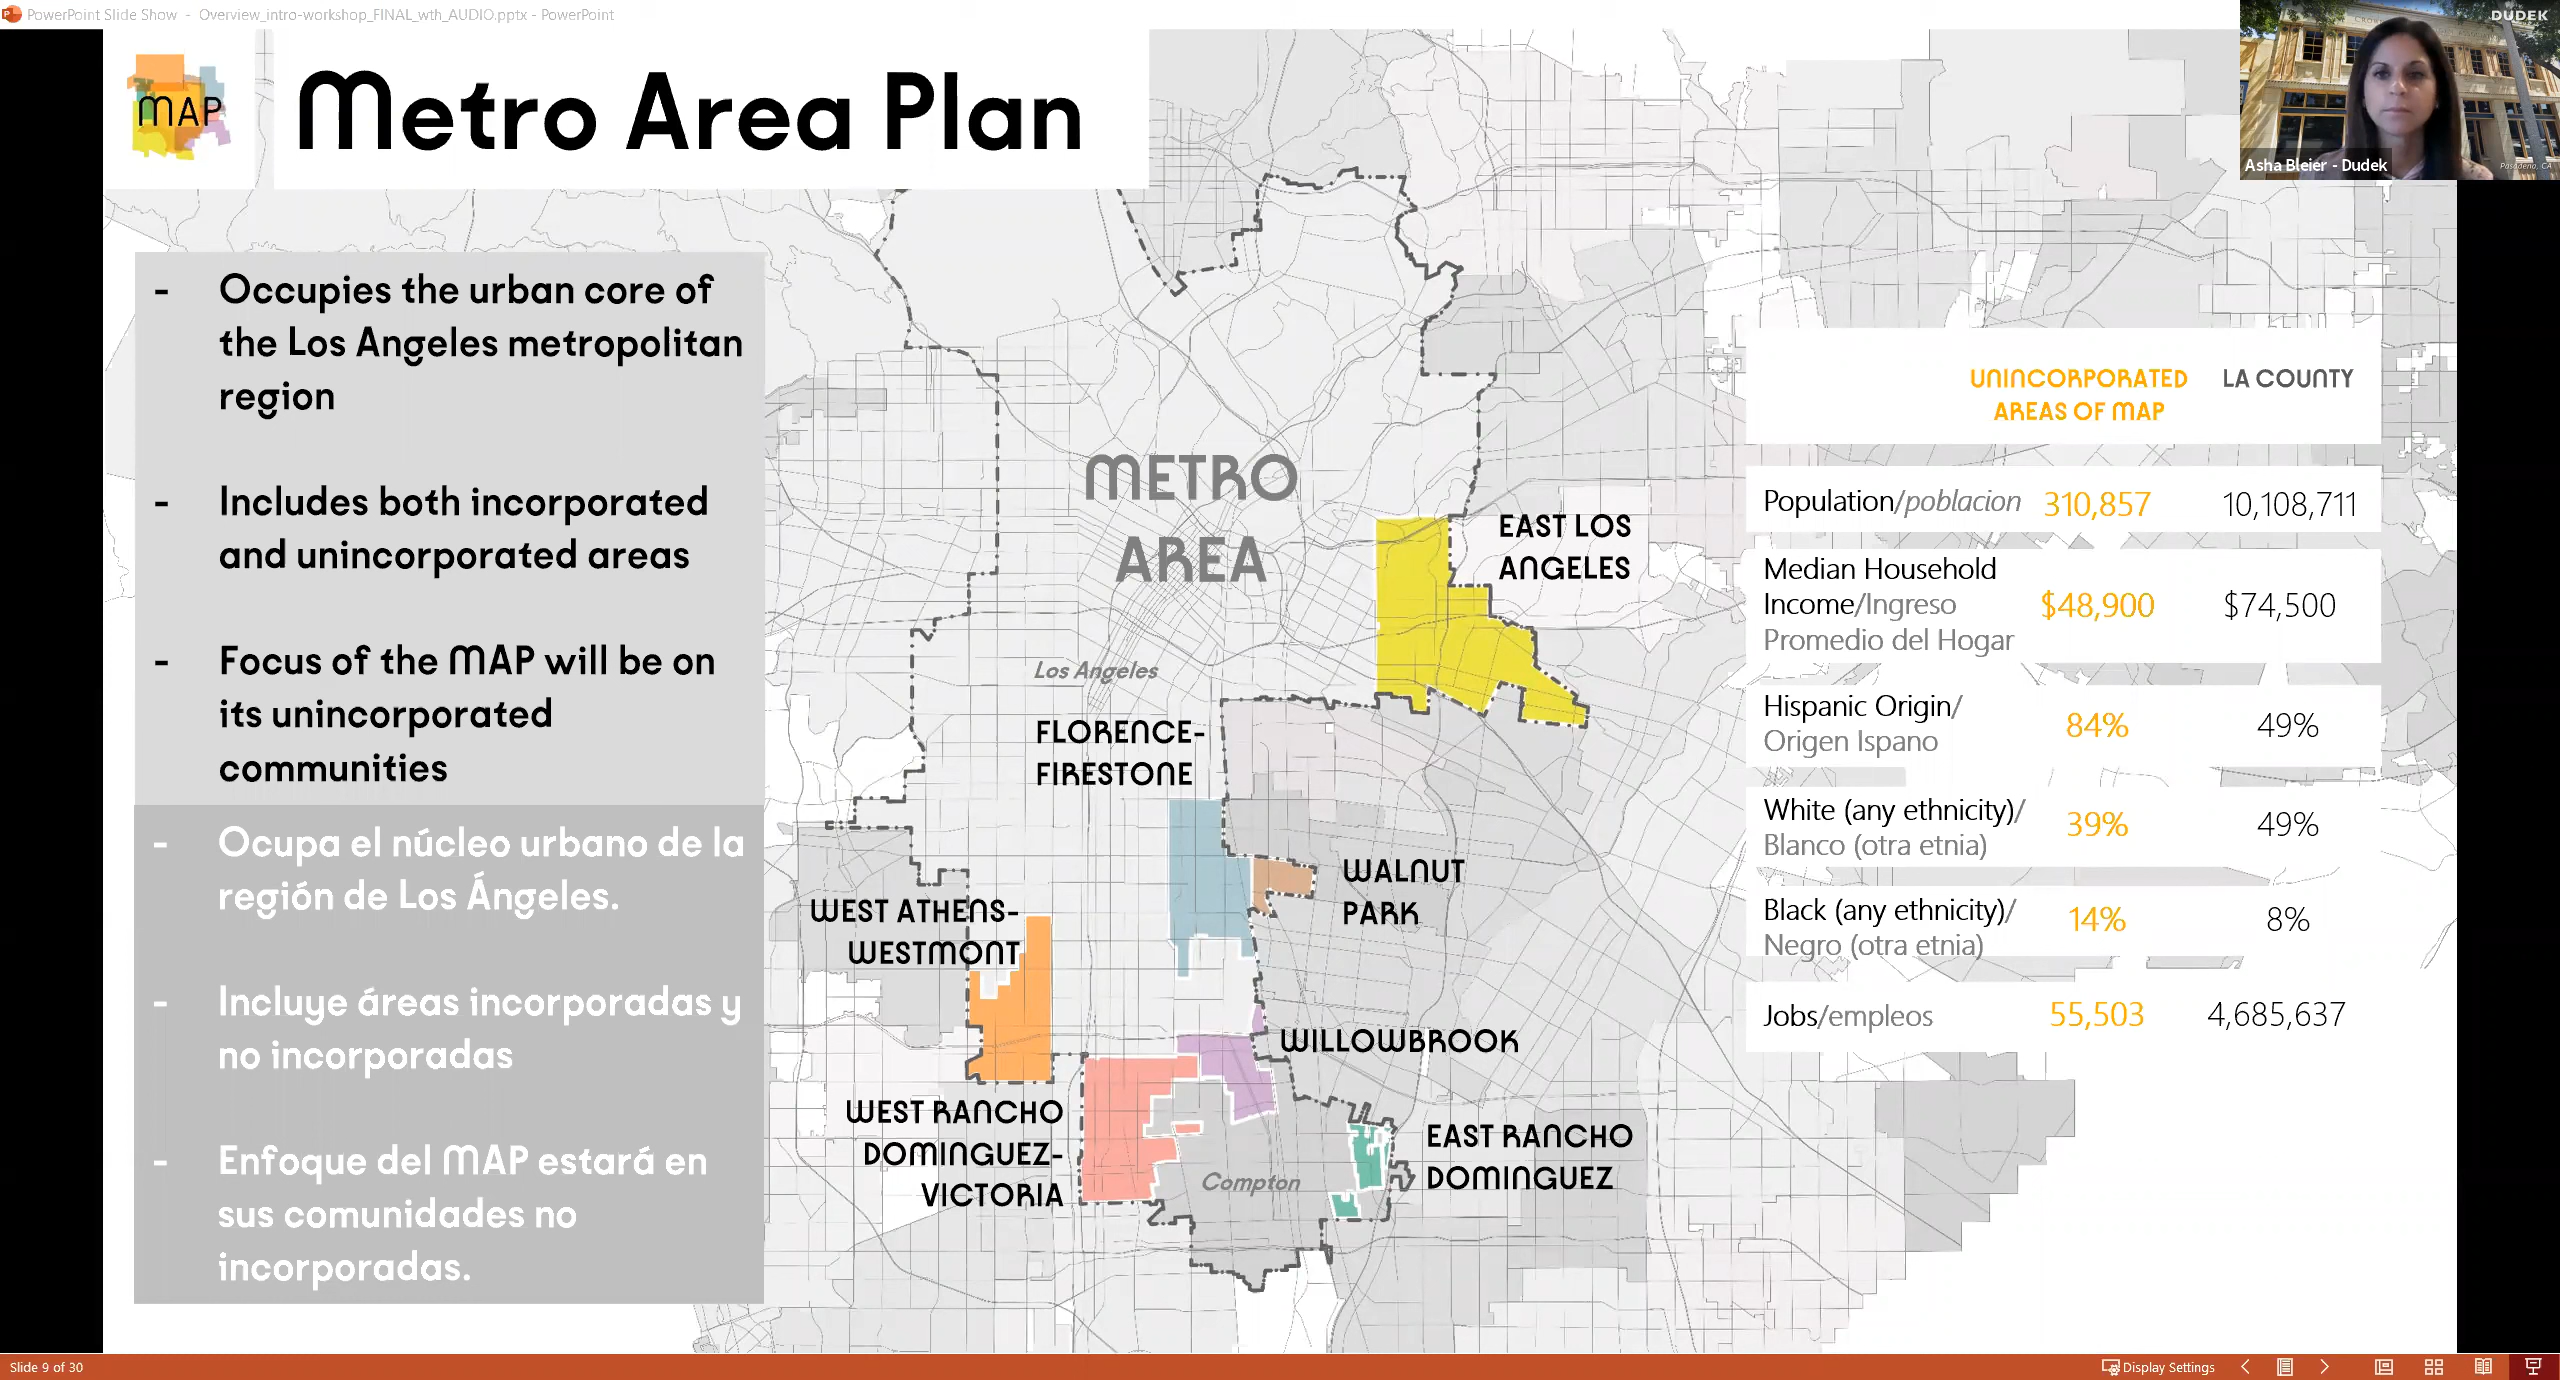 PowerPoint Slide Show - Overview_intro-workshop_FINAL_wth_AUDIO.pptx - PowerPoint
DUDEK
Asha Bleier - Dudek
Pasadena, CA
MAP
Metro Area Plan
- Occupies the urban core of
the Los Angeles metropolitan
region
- Includes both incorporated
and unincorporated areas
- Focus of the MAP will be on
its unincorporated
communities
- Ocupa el núcleo urbano de la
región de Los Ángeles.
- Incluye áreas incorporadas y
no incorporadas
- Enfoque del MAP estará en
sus comunidades no
incorporadas.
METRO
AREA
EAST LOS
ANGELES
Los Angeles
FLORENCE-
FIRESTONE
WALNUT
PARK
WEST ATHENS-
WESTMONT
WILLOWBROOK
WEST RANCHO
DOMINGUEZ-
VICTORIA
EAST RANCHO
DOMINGUEZ
Compton
UNINCORPORATED
AREAS OF MAP
LA COUNTY
Population/poblacion 310,857 10,108,711
Median Household
Income/Ingreso
Promedio del Hogar
$48,900 $74,500
Hispanic Origin/
Origen Ispano
84% 49%
White (any ethnicity)/
Blanco (otra etnia)
39% 49%
Black (any ethnicity)/
Negro (otra etnia)
14% 8%
Jobs/empleos 55,503 4,685,637
Slide 9 of 30
Display Settings